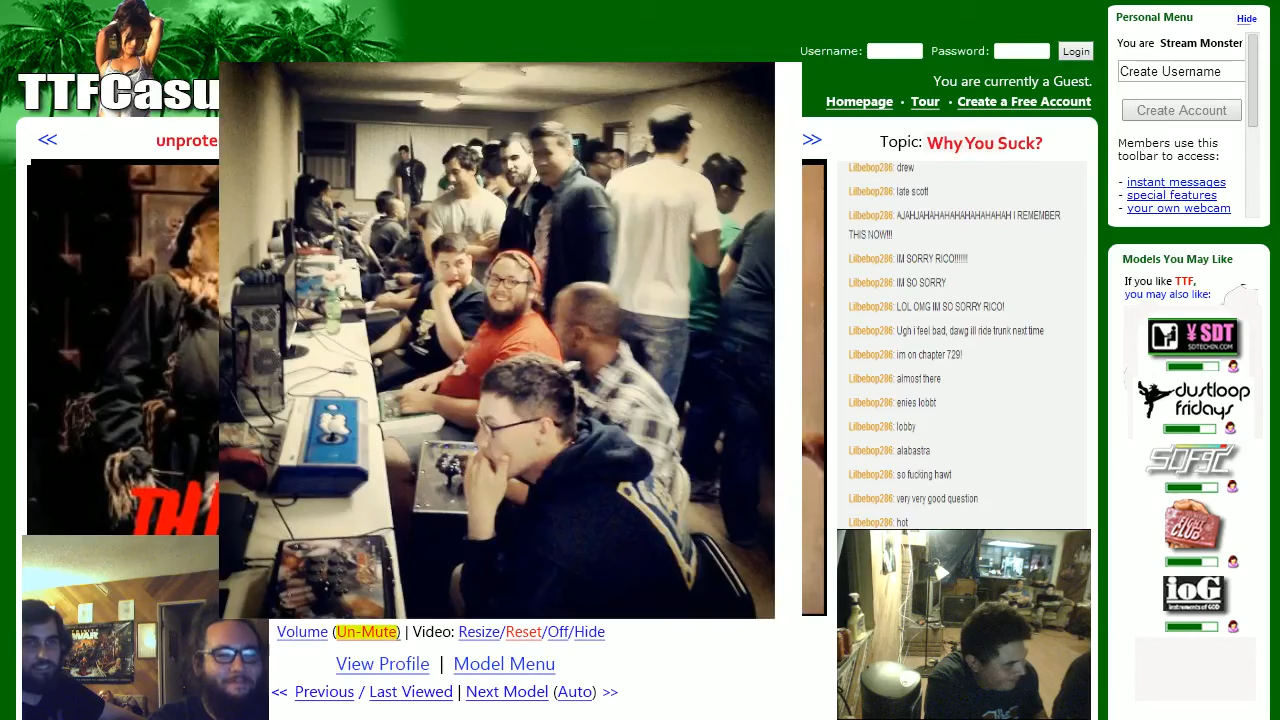 TTFCasu
Username:
Password:
Login
You are currently a Guest.
Homepage • Tour • Create a Free Account
<<
unprote
>>
Topic: Why You Suck?
Lilbebop286: drew
Lilbebop286: late scott
Lilbebop286: AJAHJAHAHAHAHAHAHAHAH I REMEMBER
THIS NOW!!!
Lilbebop286: IM SORRY RICO!!!!!!!
Lilbebop286: IM SO SORRY
Lilbebop286: LOL OMG IM SO SORRY RICO!
Lilbebop286: Ugh i feel bad, dawg ill ride trunk next time
Lilbebop286: im on chapter 729!
Lilbebop286: almost there
Lilbebop286: enies lobbt
Lilbebop286: lobby
Lilbebop286: alabastra
Lilbebop286: so fucking hawt
Lilbebop286: very very good question
Lilbebop286: hot
Volume (Un-Mute) | Video: Resize/Reset/Off/Hide
View Profile | Model Menu
<< Previous / Last Viewed | Next Model (Auto) >>
Personal Menu
Hide
You are Stream Monster
Create Username
Create Account
Members use this
toolbar to access:
- instant messages
- special features
- your own webcam
Models You May Like
If you like TTF,
you may also like:
¥SDT
SDTECHEN.COM
dustloop
fridays
FIGHT
CLUB
ioG
Instruments of GOD
WAR